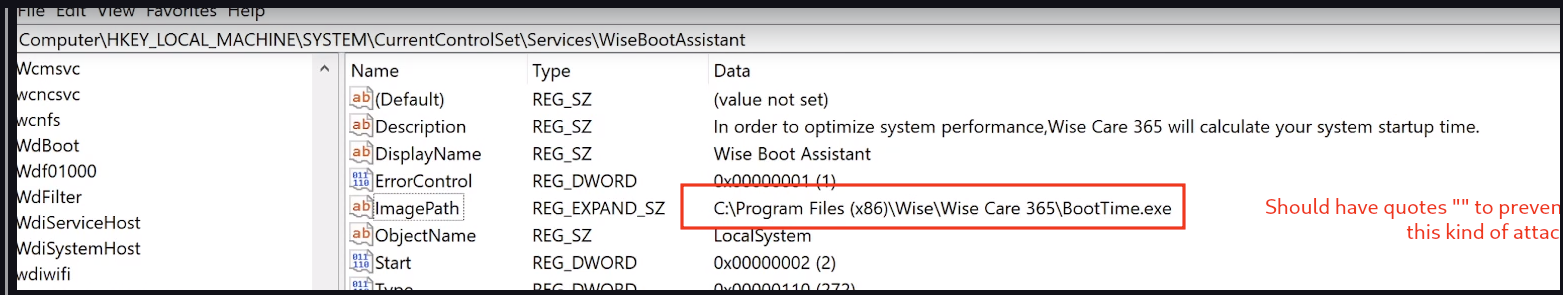 File Edit View Favorites Help
Computer\HKEY_LOCAL_MACHINE\SYSTEM\CurrentControlSet\Services\WiseBootAssistant
Wcmsvc
wcncsvc
wcnfs
WdBoot
Wdf01000
WdFilter
WdiServiceHost
WdiSystemHost
wdiwifi
Name Type Data
(Default) REG_SZ (value not set)
Description REG_SZ In order to optimize system performance,Wise Care 365 will calculate your system startup time.
DisplayName REG_SZ Wise Boot Assistant
ErrorControl REG_DWORD 0x00000001 (1)
ImagePath REG_EXPAND_SZ C:\Program Files (x86)\Wise\Wise Care 365\BootTime.exe
ObjectName REG_SZ LocalSystem
Start REG_DWORD 0x00000002 (2)
Type REG_DWORD 0x00000110 (272)
Should have quotes "" to preven
this kind of attac